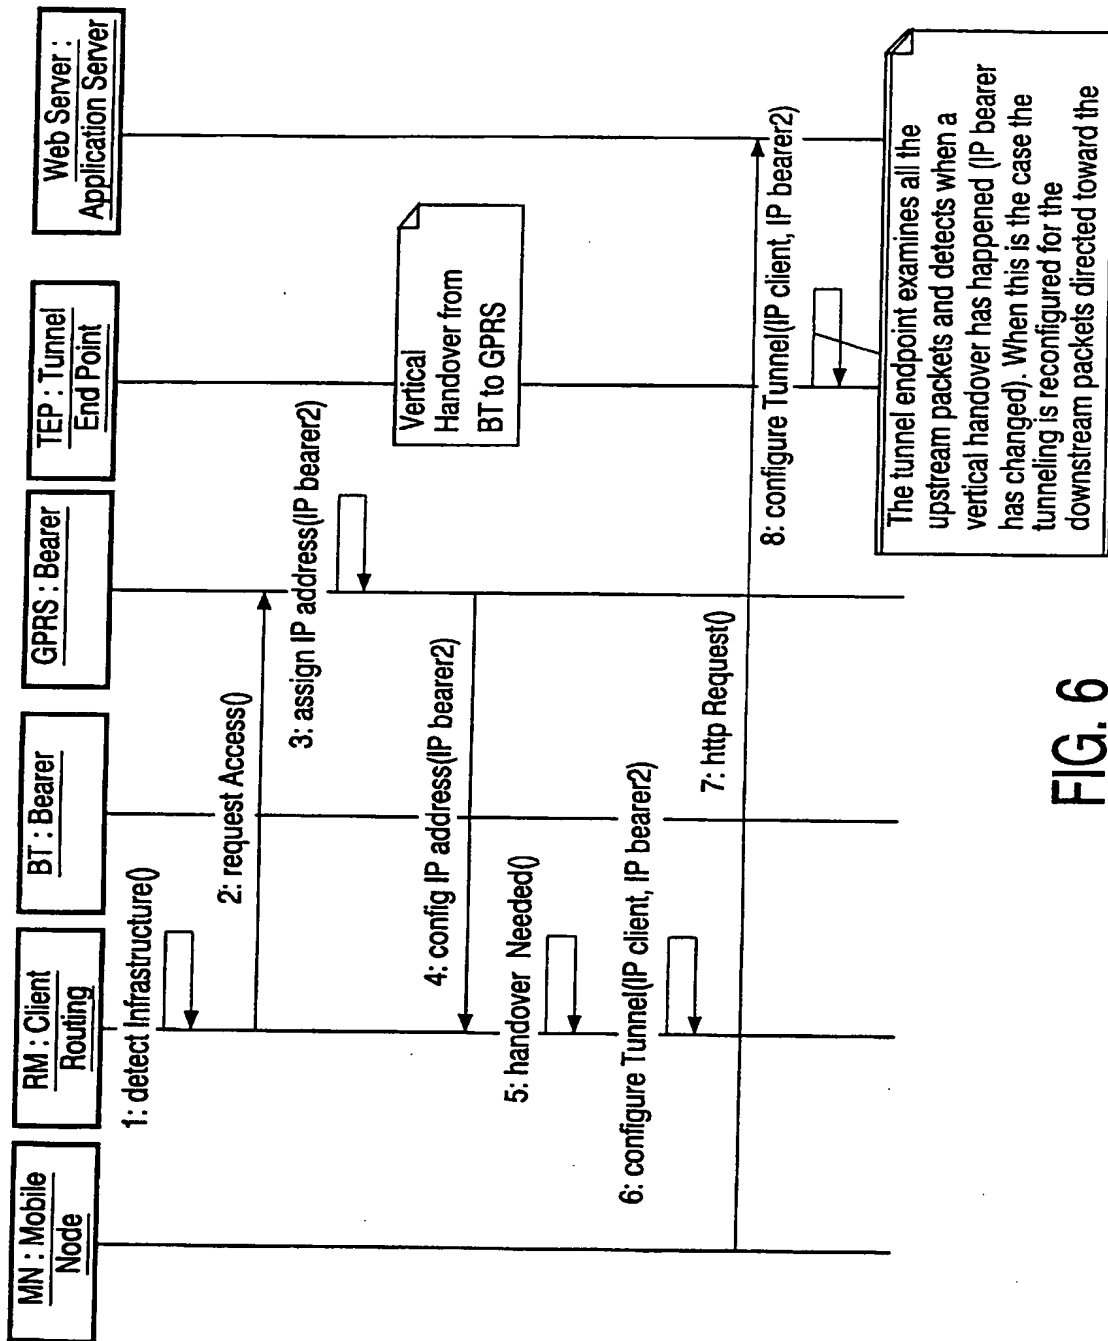 MN : Mobile
Node
RM : Client
Routing
BT : Bearer
GPRS : Bearer
TEP : Tunnel
End Point
Web Server :
Application Server
1: detect Infrastructure()
2: request Access()
3: assign IP address(IP bearer2)
Vertical
Handover from
BT to GPRS
4: config IP address(IP bearer2)
5: handover Needed()
6: configure Tunnel(IP client, IP bearer2)
7: http Request()
8: configure Tunnel(IP client, IP bearer2)
The tunnel endpoint examines all the
upstream packets and detects when a
vertical handover has happened (IP bearer
has changed). When this is the case the
tunneling is reconfigured for the
downstream packets directed toward the
FIG. 6